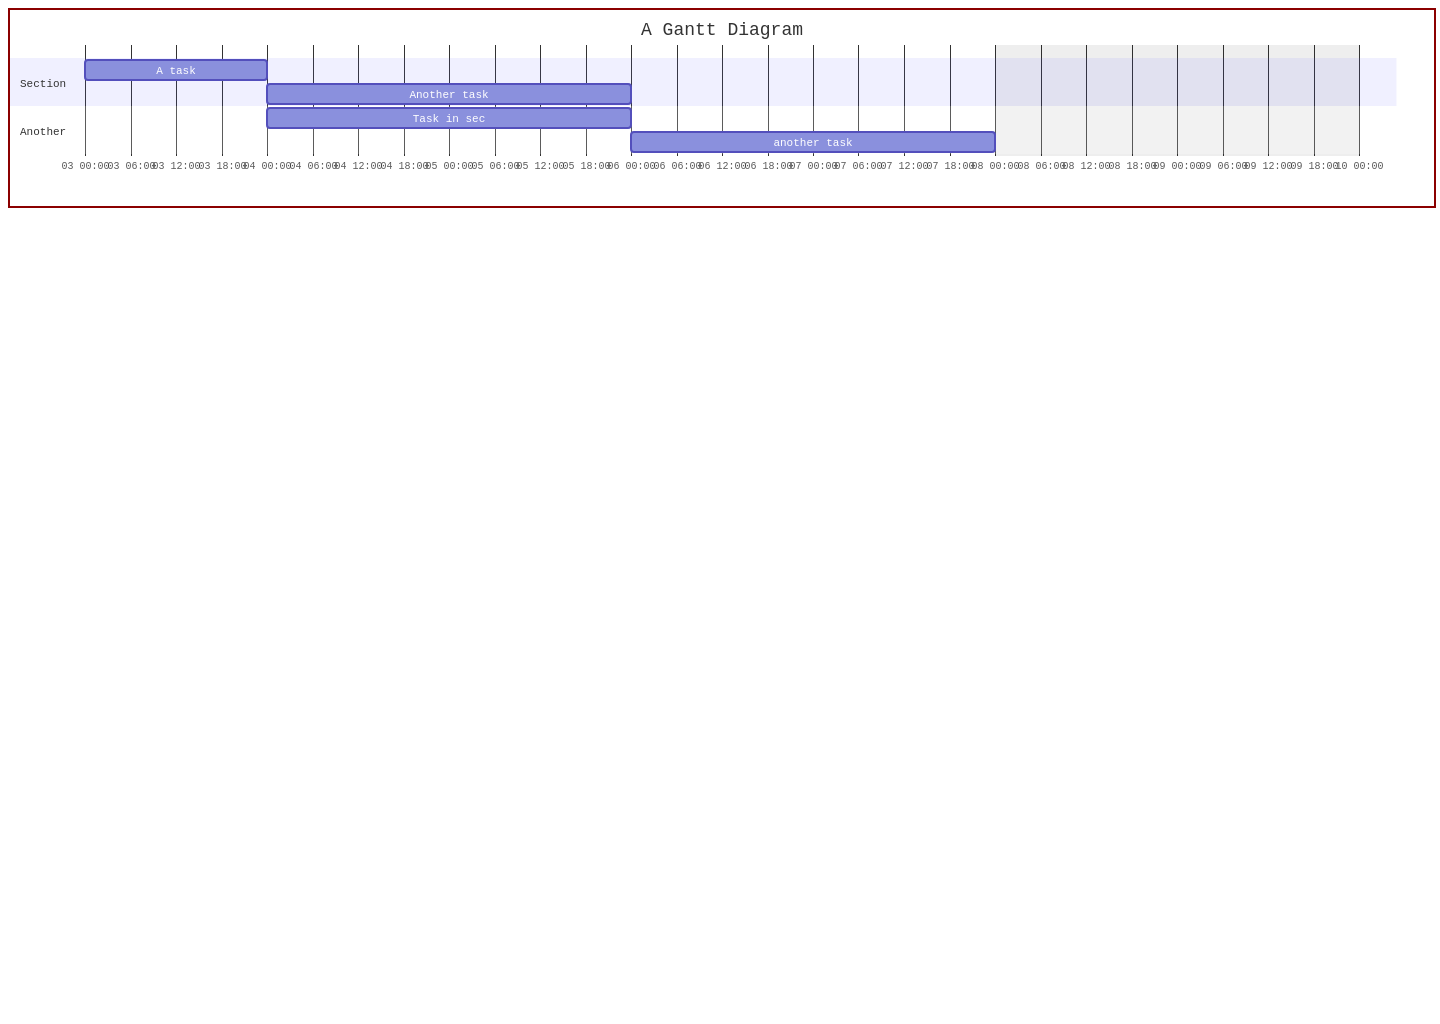 A Gantt Diagram
A task
Section
Another task
Task in sec
Another
another task
03 00:00 03 06:00 03 12:00 03 18:00 04 00:00 04 06:00 04 12:00 04 18:00 05 00:00 05 06:00 05 12:00 05 18:00 06 00:00 06 06:00 06 12:00 06 18:00 07 00:00 07 06:00 07 12:00 07 18:00 08 00:00 08 06:00 08 12:00 08 18:00 09 00:00 09 06:00 09 12:00 09 18:00 10 00:00